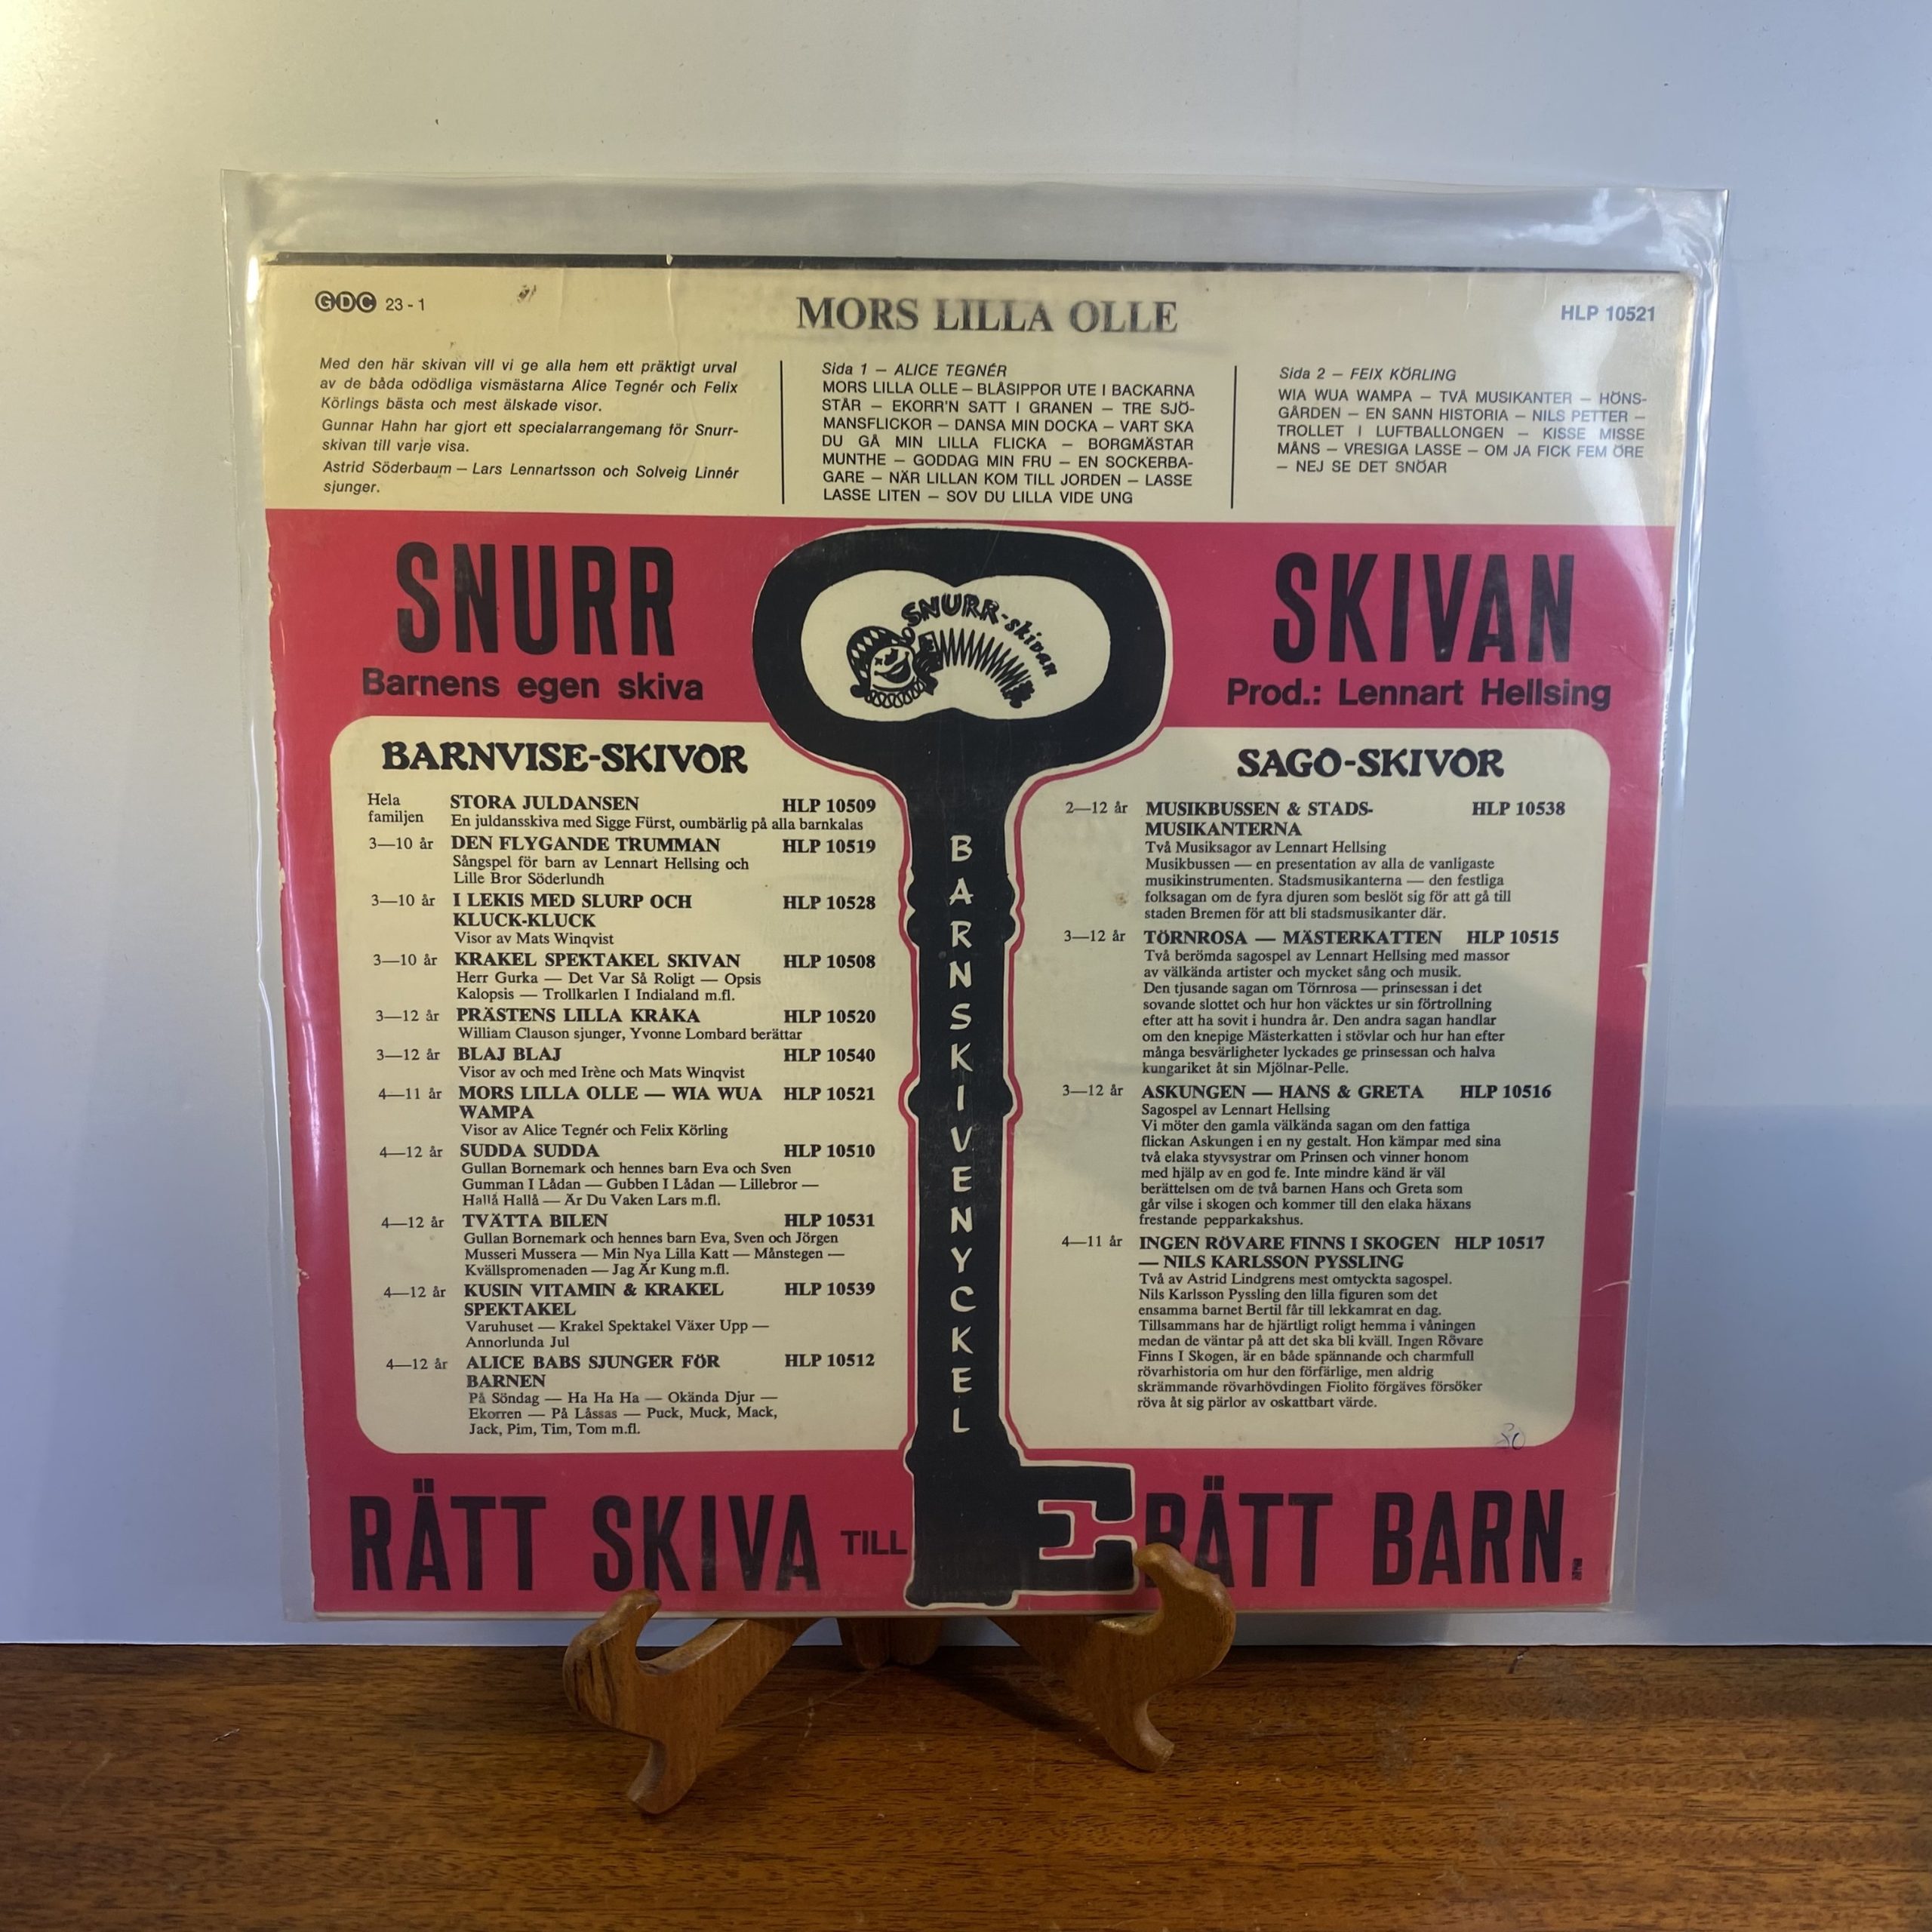 GDC 23 - 1
MORS LILLA OLLE
HLP 10521
Med den här skivan vill vi ge alla hem ett präktigt urval
av de båda odödliga vismästarna Alice Tegnér och Felix
Körlings bästa och mest älskade visor.
Gunnar Hahn har gjort ett specialarrangemang för Snurr-
skivan till varje visa.
Astrid Söderbaum — Lars Lennartsson och Solveig Linnér
sjunger.
Sida 1 — ALICE TEGNÉR
MORS LILLA OLLE — BLÅSIPPOR UTE I BACKARNA
STÅR — EKORR'N SATT I GRANEN — TRE SJÖ-
MANSFLICKOR — DANSA MIN DOCKA — VART SKA
DU GÅ MIN LILLA FLICKA — BORGMÄSTAR
MUNTHE — GODDAG MIN FRU — EN SOCKERBA-
GARE — NÄR LILLAN KOM TILL JORDEN — LASSE
LASSE LITEN — SOV DU LILLA VIDE UNG
Sida 2 — FEIX KÖRLING
WIA WUA WAMPA — TVÅ MUSIKANTER — HÖNS-
GÅRDEN — EN SANN HISTORIA — NILS PETTER —
TROLLET I LUFTBALLONGEN — KISSE MISSE
MÅNS — VRESIGA LASSE — OM JA FICK FEM ÖRE
— NEJ SE DET SNÖAR
SNURR
Barnens egen skiva
SNURR-skivan
SKIVAN
Prod.: Lennart Hellsing
BARNVISE-SKIVOR
Hela familjen STORA JULDANSEN HLP 10509
En juldansskiva med Sigge Fürst, oumbärlig på alla barnkalas
3—10 år DEN FLYGANDE TRUMMAN HLP 10519
Sångspel för barn av Lennart Hellsing och
Lille Bror Söderlundh
3—10 år I LEKIS MED SLURP OCH HLP 10528
KLUCK-KLUCK
Visor av Mats Winqvist
3—10 år KRAKEL SPEKTAKEL SKIVAN HLP 10508
Herr Gurka — Det Var Så Roligt — Opsis
Kalopsis — Trollkarlen I Indialand m.fl.
3—12 år PRÄSTENS LILLA KRÅKA HLP 10520
William Clauson sjunger, Yvonne Lombard berättar
3—12 år BLAJ BLAJ HLP 10540
Visor av och med Irène och Mats Winqvist
4—11 år MORS LILLA OLLE — WIA WUA HLP 10521
WAMPA
Visor av Alice Tegnér och Felix Körling
4—12 år SUDDA SUDDA HLP 10510
Gullan Bornemark och hennes barn Eva och Sven
Gumman I Lådan — Gubben I Lådan — Lillebror —
Hallå Hallå — Är Du Vaken Lars m.fl.
4—12 år TVÄTTA BILEN HLP 10531
Gullan Bornemark och hennes barn Eva, Sven och Jörgen
Musseri Mussera — Min Nya Lilla Katt — Månstegen —
Kvällspromenaden — Jag Är Kung m.fl.
4—12 år KUSIN VITAMIN & KRAKEL HLP 10539
SPEKTAKEL
Varuhuset — Krakel Spektakel Växer Upp —
Annorlunda Jul
4—12 år ALICE BABS SJUNGER FÖR HLP 10512
BARNEN
På Söndag — Ha Ha Ha — Okända Djur —
Ekorren — På Låssas — Puck, Muck, Mack,
Jack, Pim, Tim, Tom m.fl.
BARNSKIVENYCKEL
SAGO-SKIVOR
2—12 år MUSIKBUSSEN & STADS- HLP 10538
MUSIKANTERNA
Två Musiksagor av Lennart Hellsing
Musikbussen — en presentation av alla de vanligaste
musikinstrumenten. Stadsmusikanterna — den festliga
folksagan om de fyra djuren som beslöt sig för att gå till
staden Bremen för att bli stadsmusikanter där.
3—12 år TÖRNROSA — MÄSTERKATTEN HLP 10515
Två berömda sagospel av Lennart Hellsing med massor
av välkända artister och mycket sång och musik.
Den tjusande sagan om Törnrosa — prinsessan i det
sovande slottet och hur hon väcktes ur sin förtrollning
efter att ha sovit i hundra år. Den andra sagan handlar
om den knepige Mästerkatten i stövlar och hur han efter
många besvärligheter lyckades ge prinsessan och halva
kungariket åt sin Mjölnar-Pelle.
3—12 år ASKUNGEN — HANS & GRETA HLP 10516
Sagospel av Lennart Hellsing
Vi möter den gamla välkända sagan om den fattiga
flickan Askungen i en ny gestalt. Hon kämpar med sina
två elaka styvsystrar om Prinsen och vinner honom
med hjälp av en god fe. Inte mindre känd är väl
berättelsen om de två barnen Hans och Greta som
går vilse i skogen och kommer till den elaka häxans
frestande pepparkakshus.
4—11 år INGEN RÖVARE FINNS I SKOGEN HLP 10517
— NILS KARLSSON PYSSLING
Två av Astrid Lindgrens mest omtyckta sagospel.
Nils Karlsson Pyssling den lilla figuren som det
ensamma barnet Bertil får till lekkamrat en dag.
Tillsammans har de hjärtligt roligt hemma i våningen
medan de väntar på att det ska bli kväll. Ingen Rövare
Finns I Skogen, är en både spännande och charmfull
rövarhistoria om hur den förfärlige, men aldrig
skrämmande rövarhövdingen Fiolito förgäves försöker
röva åt sig pärlor av oskattbart värde.
RÄTT SKIVA TILL RÄTT BARN.